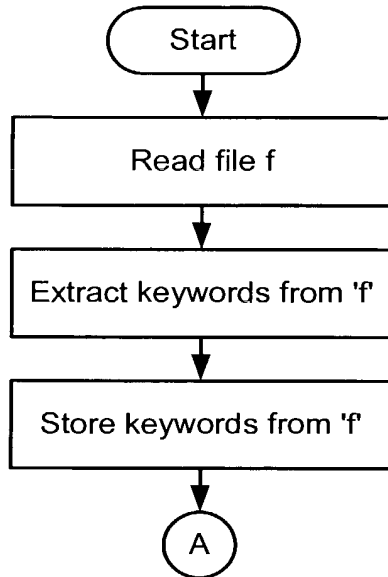 Start
Read file f
Extract keywords from 'f'
Store keywords from 'f'
A